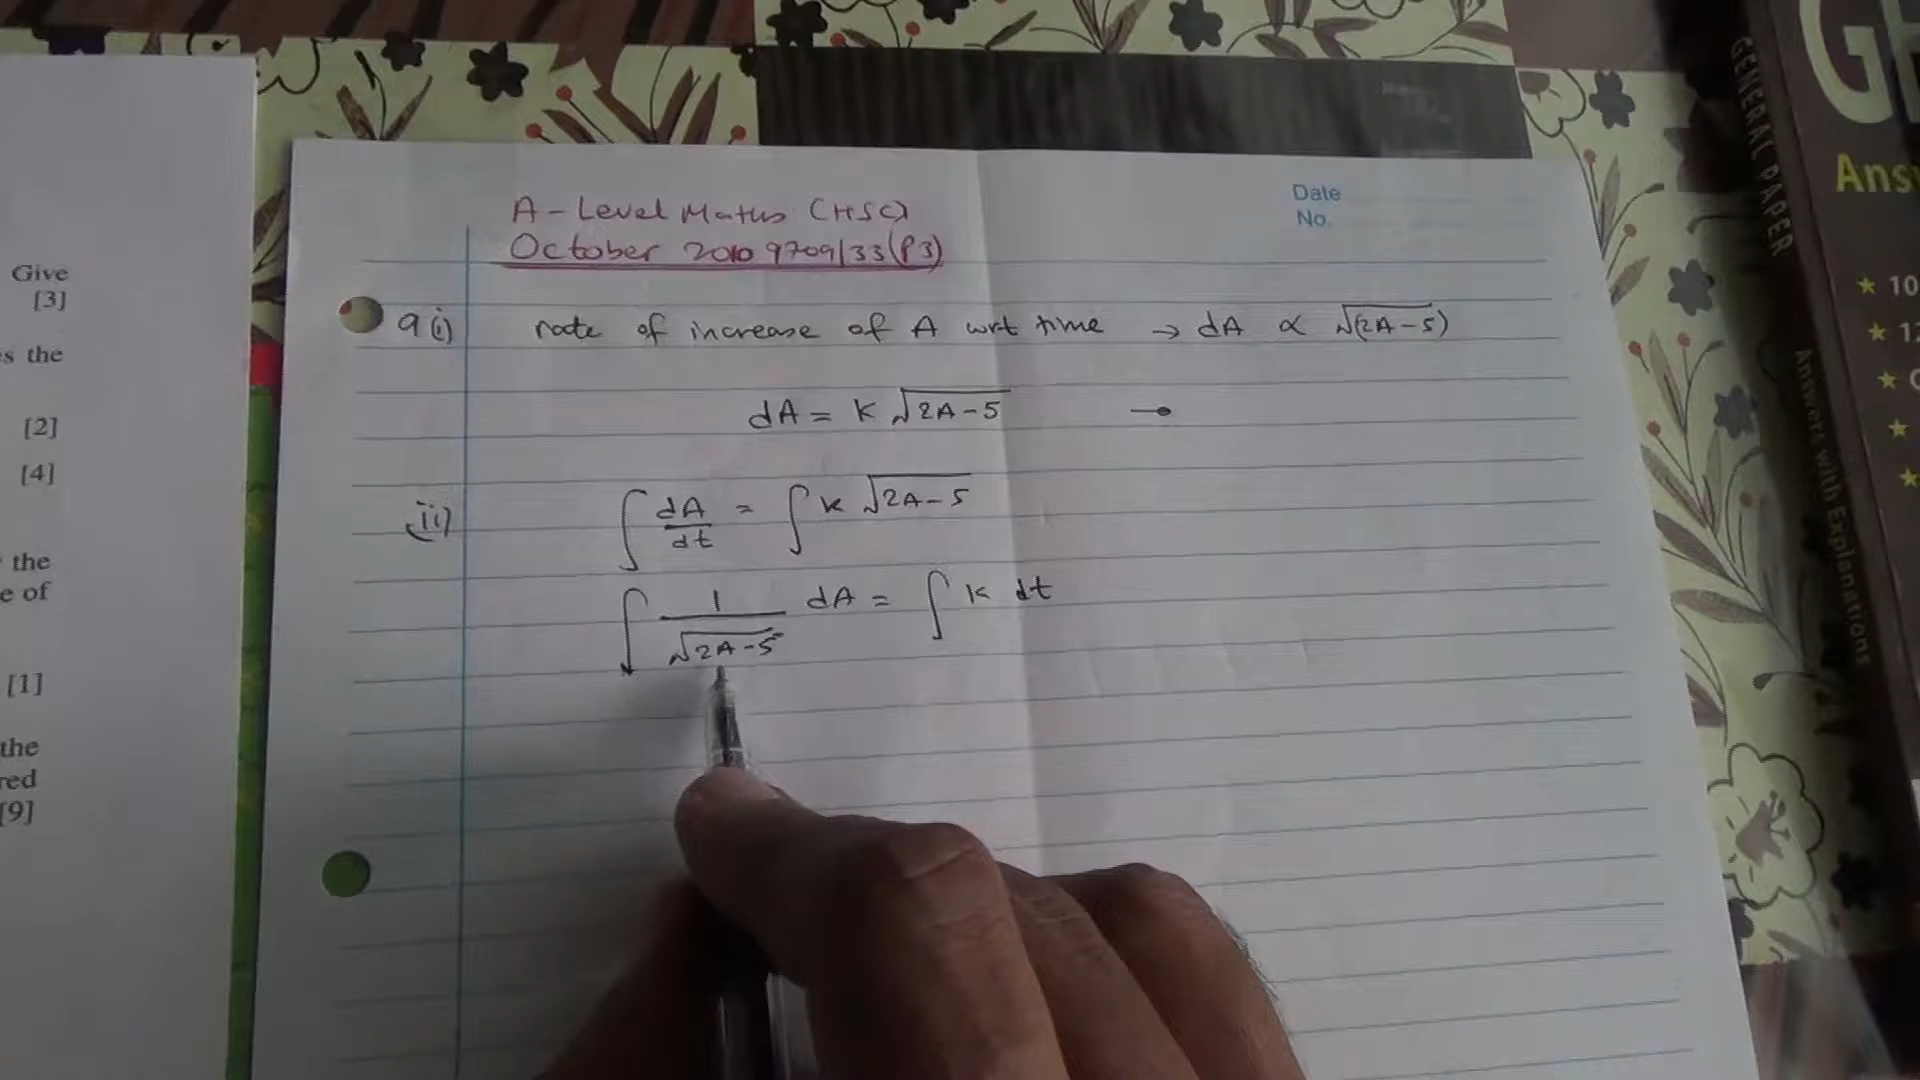 Give
[3]
s the
[2]
[4]
the
e of
[1]
the
red
[9]
A-Level Maths (HSC)
October 2010 9709/33 (P3)
Date
No.
9(i) rate of increase of A wrt time → dA ∝ √(2A-5)
dA = K √2A-5
(ii) ∫ dA/dt = ∫ K √2A-5
∫ 1/√2A-5 dA = ∫ K dt
GENERAL PAPER
Answers with Explanations
GE
Ans
★ 10
★ 12
★
★
★